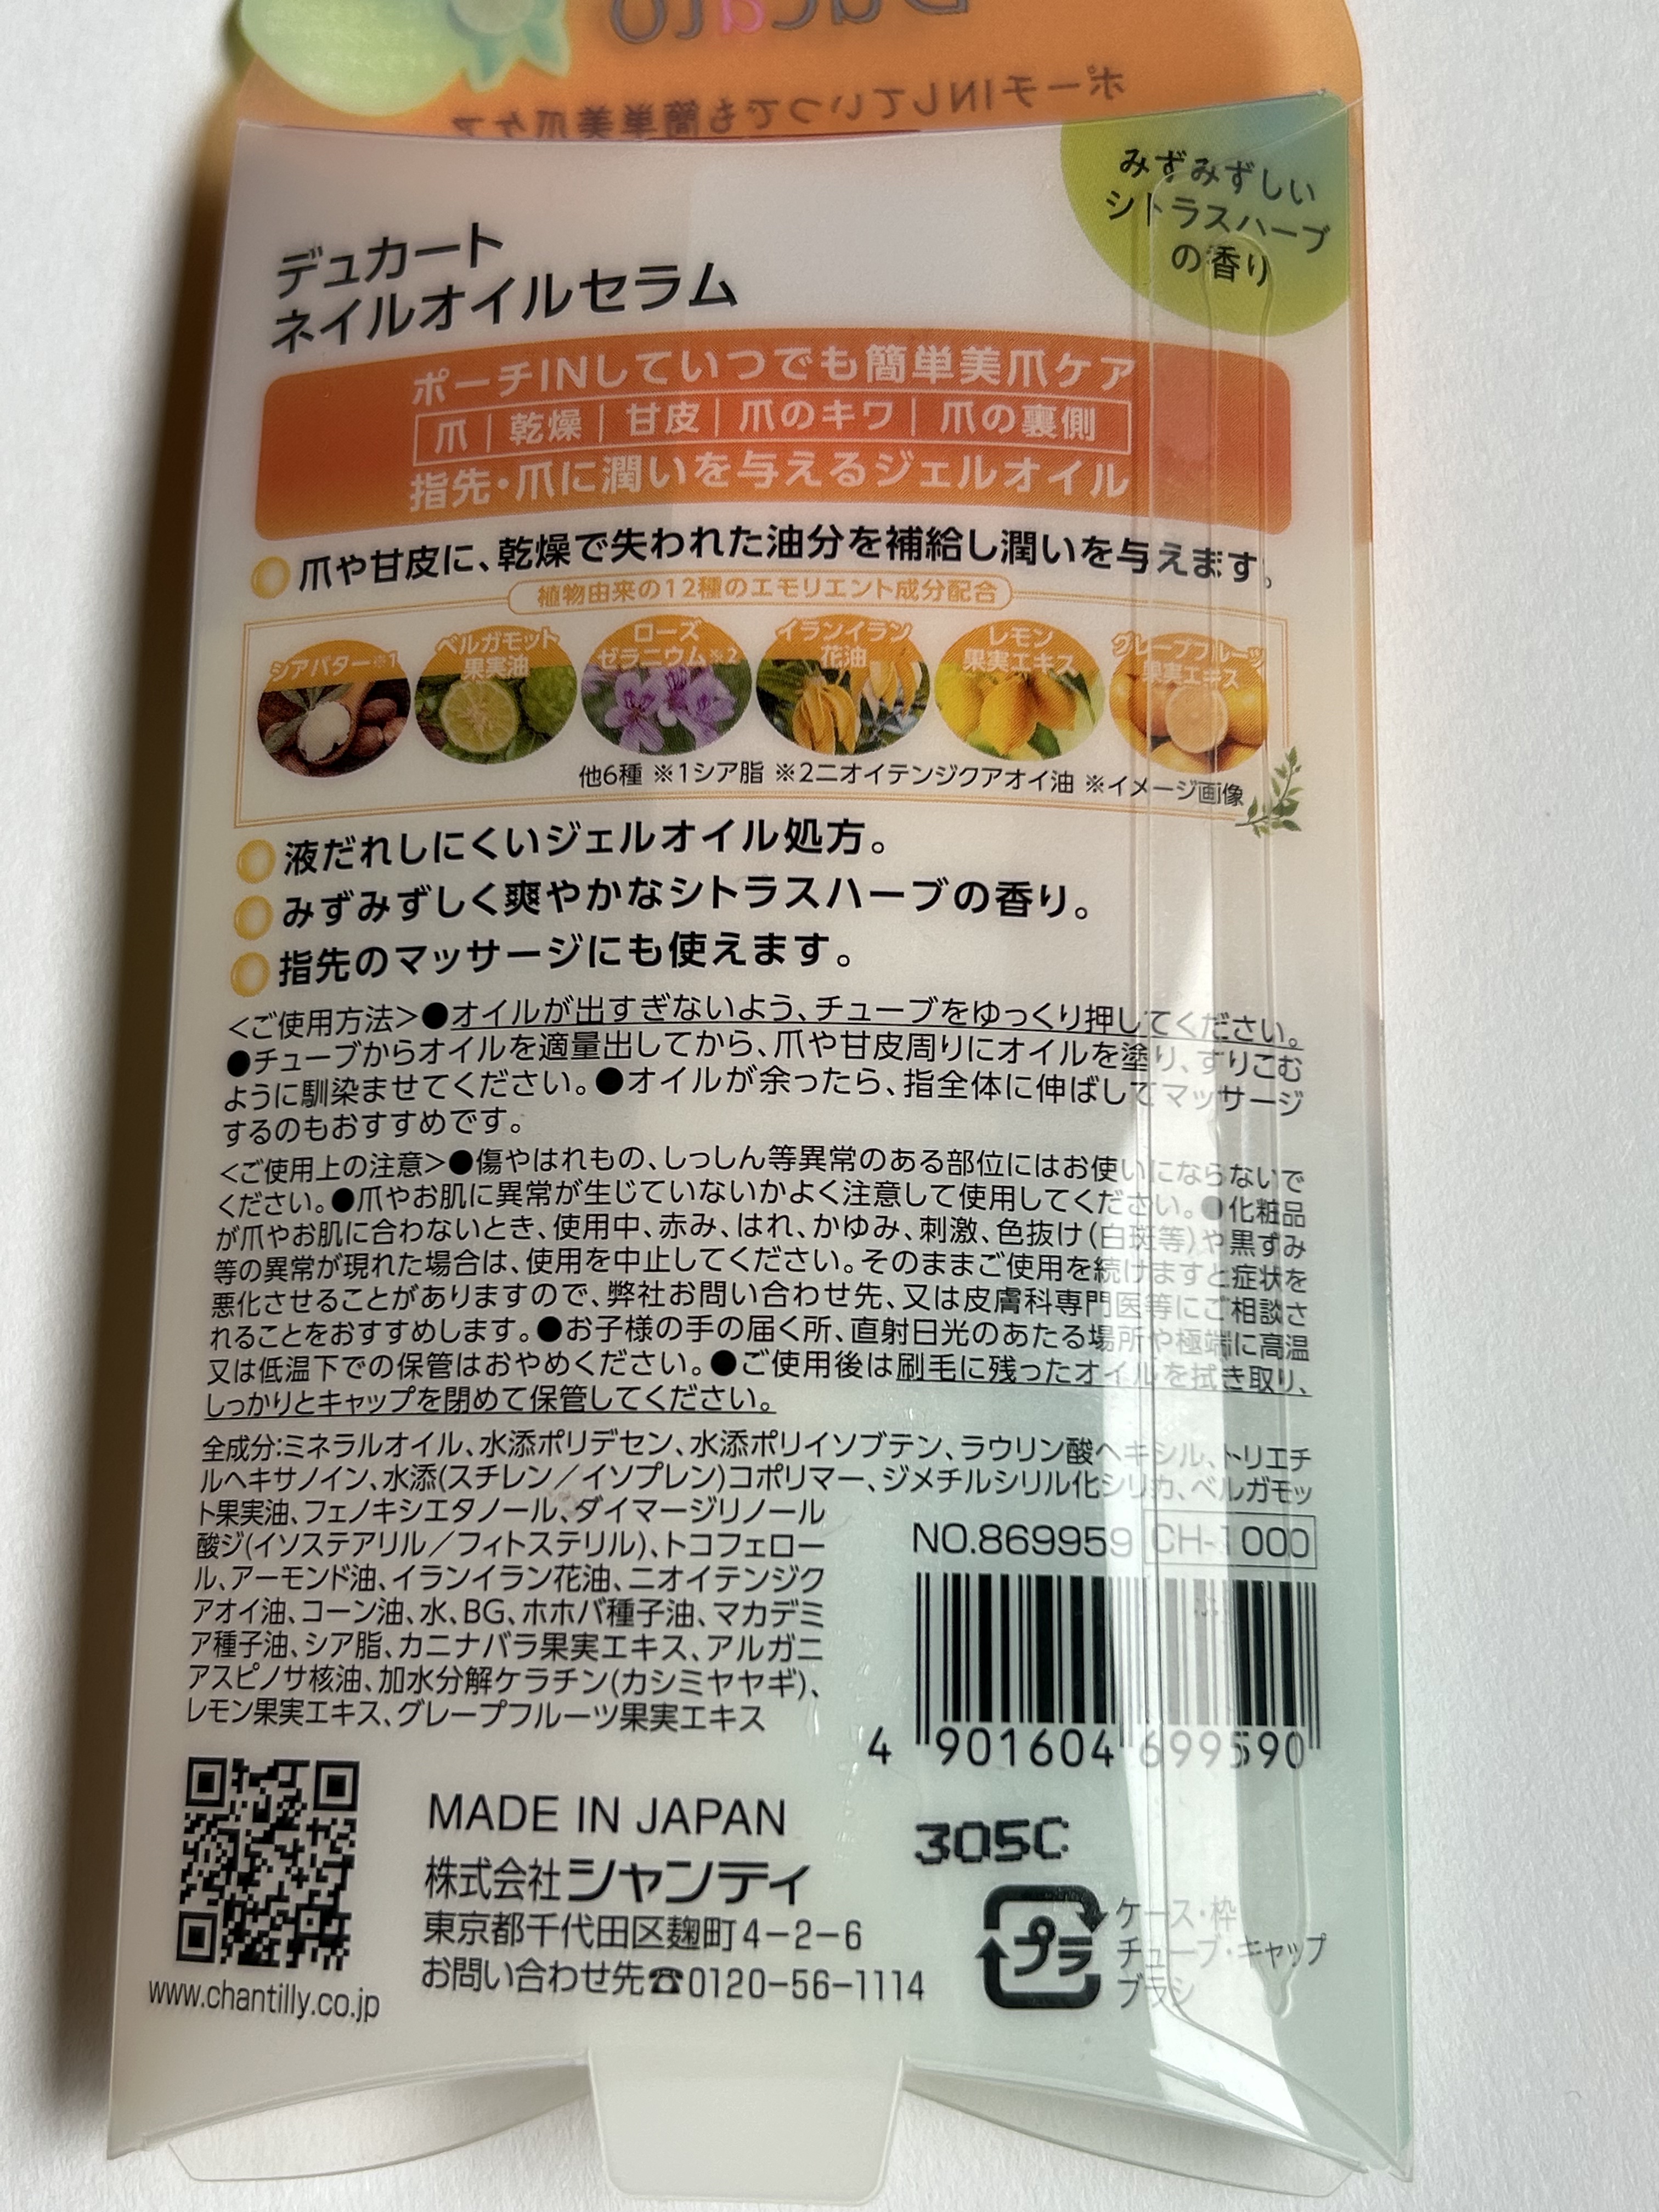 Ducato
ポーチINしていつでも簡単美爪ケア
みずみずしい
シトラスハーブ
の香り
デュカート
ネイルオイルセラム
ポーチINしていつでも簡単美爪ケア
爪｜乾燥｜甘皮｜爪のキワ｜爪の裏側
指先・爪に潤いを与えるジェルオイル
爪や甘皮に、乾燥で失われた油分を補給し潤いを与えます。
植物由来の12種のエモリエント成分配合
シアバター※1
ベルガモット
果実油
ローズ
ゼラニウム※2
イランイラン
花油
レモン
果実エキス
グレープフルーツ
果実エキス
他6種 ※1シア脂 ※2ニオイテンジクアオイ油 ※イメージ画像
液だれしにくいジェルオイル処方。
みずみずしく爽やかなシトラスハーブの香り。
指先のマッサージにも使えます。
<ご使用方法>●オイルが出すぎないよう、チューブをゆっくり押してください。
●チューブからオイルを適量出してから、爪や甘皮周りにオイルを塗り、すりこむ
ように馴染ませてください。●オイルが余ったら、指全体に伸ばしてマッサージ
するのもおすすめです。
<ご使用上の注意>●傷やはれもの、しっしん等異常のある部位にはお使いにならないで
ください。●爪やお肌に異常が生じていないかよく注意して使用してください。●化粧品
が爪やお肌に合わないとき、使用中、赤み、はれ、かゆみ、刺激、色抜け(白斑等)や黒ずみ
等の異常が現れた場合は、使用を中止してください。そのままご使用を続けますと症状を
悪化させることがありますので、弊社お問い合わせ先、又は皮膚科専門医等にご相談さ
れることをおすすめします。●お子様の手の届く所、直射日光のあたる場所や極端に高温
又は低温下での保管はおやめください。●ご使用後は刷毛に残ったオイルを拭き取り、
しっかりとキャップを閉めて保管してください。
全成分:ミネラルオイル、水添ポリデセン、水添ポリイソブテン、ラウリン酸ヘキシル、トリエチ
ルヘキサノイン、水添(スチレン／イソプレン)コポリマー、ジメチルシリル化シリカ、ベルガモッ
ト果実油、フェノキシエタノール、ダイマージリノール
酸ジ(イソステアリル／フィトステリル)、トコフェロー
ル、アーモンド油、イランイラン花油、ニオイテンジク
アオイ油、コーン油、水、BG、ホホバ種子油、マカデミ
ア種子油、シア脂、カニナバラ果実エキス、アルガニ
アスピノサ核油、加水分解ケラチン(カシミヤヤギ)、
レモン果実エキス、グレープフルーツ果実エキス
NO.869959 CH-1000
4 901604 699590
MADE IN JAPAN
株式会社シャンティ
東京都千代田区麹町4-2-6
お問い合わせ先☎0120-56-1114
www.chantilly.co.jp
305C
プラ
ケース・枠
チューブ・キャップ
ブラシ